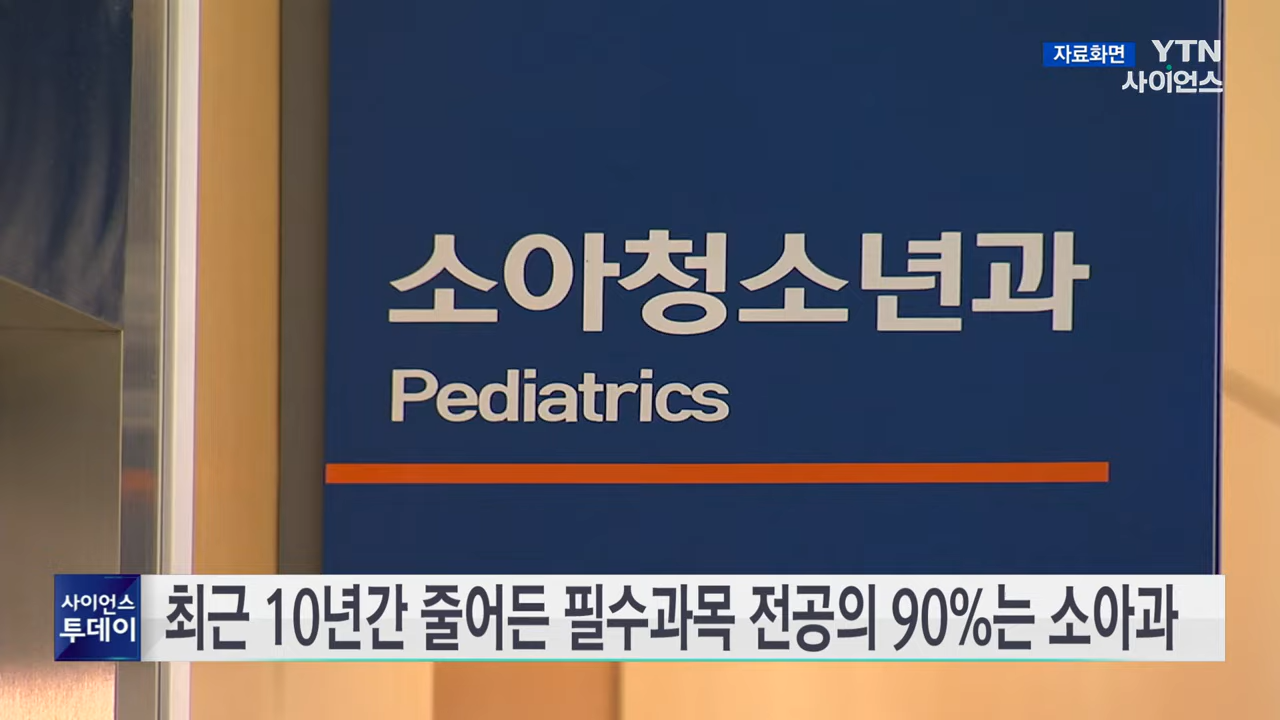 자료화면
YTN
사이언스
소아청소년과
Pediatrics
사이언스
투데이
최근 10년간 줄어든 필수과목 전공의 90%는 소아과